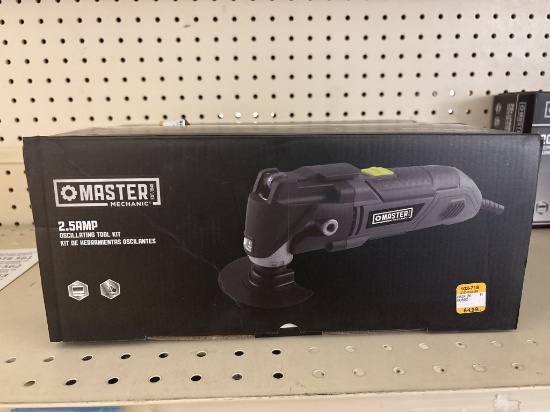 MASTER
MECHANIC
2.5AMP
OSCILLATING TOOL KIT
KIT DE HERRAMIENTAS OSCILANTES
MASTER